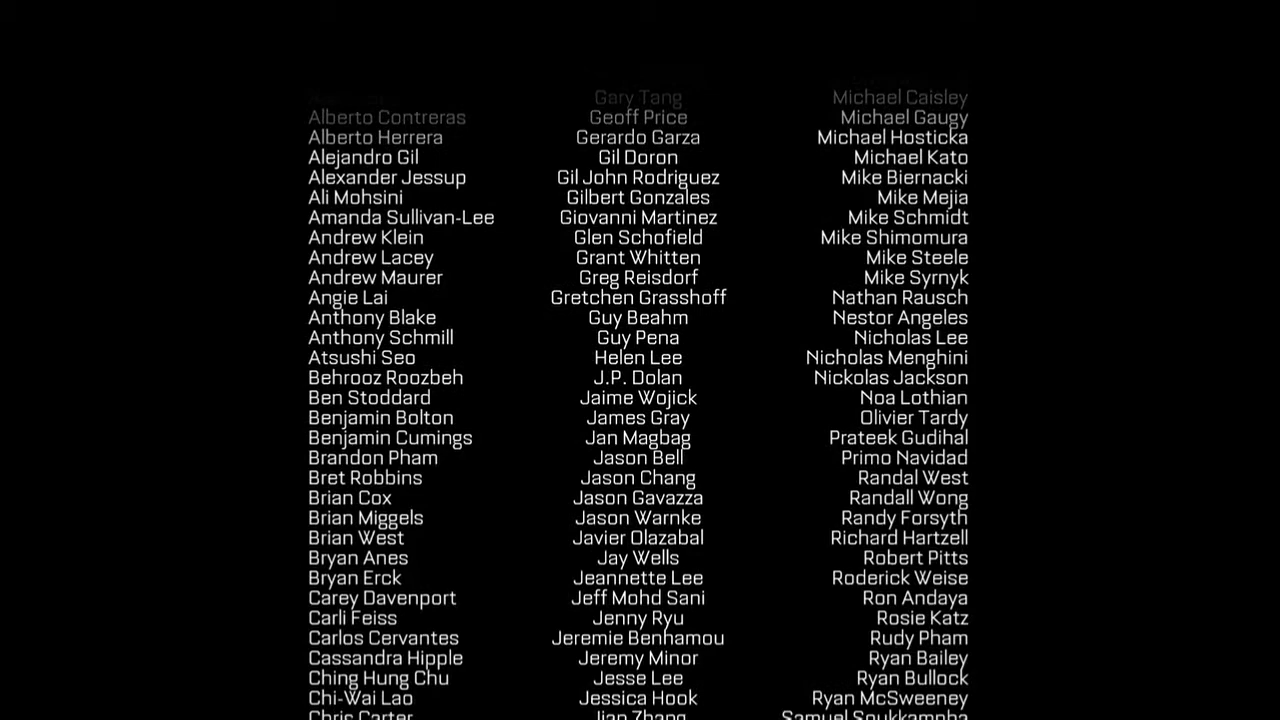 Gary Tang
Michael Caisley
Alberto Contreras
Geoff Price
Michael Gaugy
Alberto Herrera
Gerardo Garza
Michael Hosticka
Alejandro Gil
Gil Doron
Michael Kato
Alexander Jessup
Gil John Rodriguez
Mike Biernacki
Ali Mohsini
Gilbert Gonzales
Mike Mejia
Amanda Sullivan-Lee
Giovanni Martinez
Mike Schmidt
Andrew Klein
Glen Schofield
Mike Shimomura
Andrew Lacey
Grant Whitten
Mike Steele
Andrew Maurer
Greg Reisdorf
Mike Syrnyk
Angie Lai
Gretchen Grasshoff
Nathan Rausch
Anthony Blake
Guy Beahm
Nestor Angeles
Anthony Schmill
Guy Pena
Nicholas Lee
Atsushi Seo
Helen Lee
Nicholas Menghini
Behrooz Roozbeh
J.P. Dolan
Nickolas Jackson
Ben Stoddard
Jaime Wojick
Noa Lothian
Benjamin Bolton
James Gray
Olivier Tardy
Benjamin Cumings
Jan Magbag
Prateek Gudihal
Brandon Pham
Jason Bell
Primo Navidad
Bret Robbins
Jason Chang
Randal West
Brian Cox
Jason Gavazza
Randall Wong
Brian Miggels
Jason Warnke
Randy Forsyth
Brian West
Javier Olazabal
Richard Hartzell
Bryan Anes
Jay Wells
Robert Pitts
Bryan Erck
Jeannette Lee
Roderick Weise
Carey Davenport
Jeff Mohd Sani
Ron Andaya
Carli Feiss
Jenny Ryu
Rosie Katz
Carlos Cervantes
Jeremie Benhamou
Rudy Pham
Cassandra Hipple
Jeremy Minor
Ryan Bailey
Ching Hung Chu
Jesse Lee
Ryan Bullock
Chi-Wai Lao
Jessica Hook
Ryan McSweeney
Chris Carter
Jian Zhang
Samuel Soukkampha